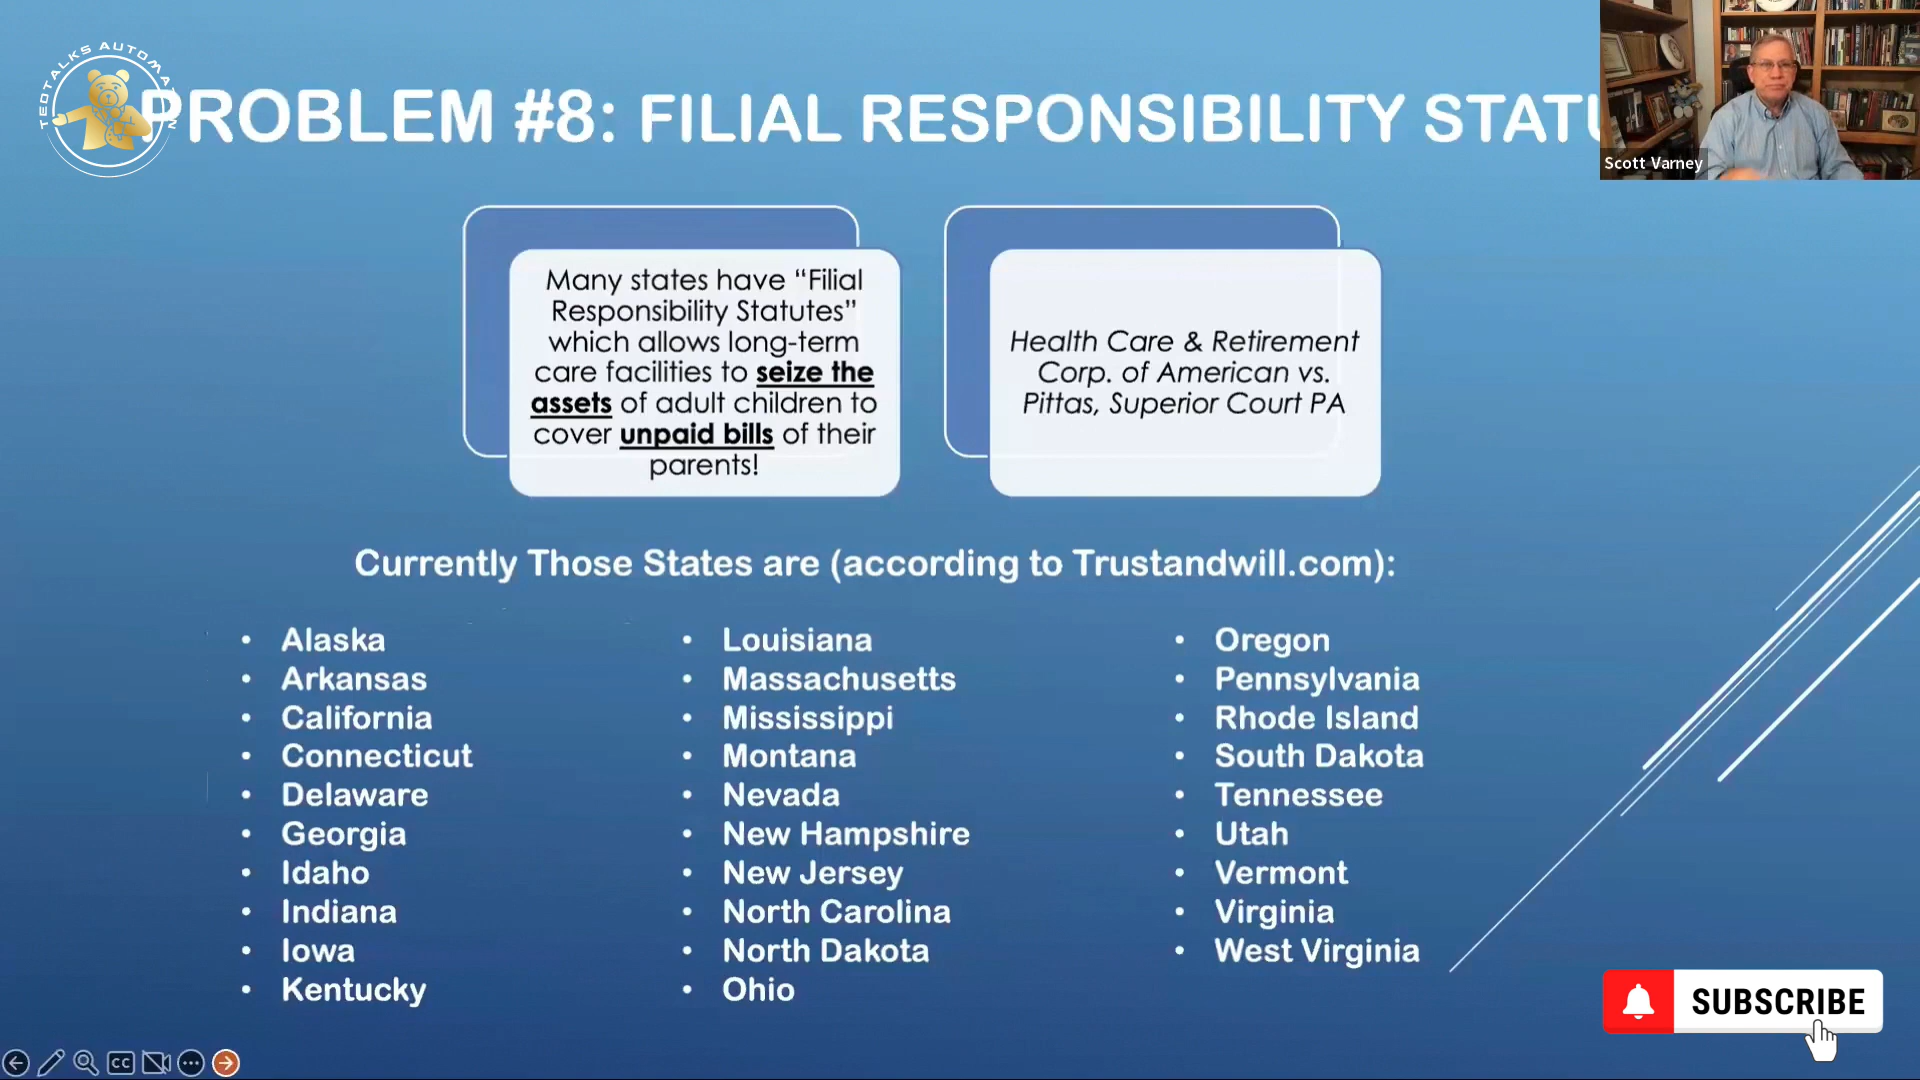 TEDTALKS AUTOMATION
PROBLEM #8: FILIAL RESPONSIBILITY STATU
Scott Varney
Many states have “Filial
Responsibility Statutes”
which allows long-term
care facilities to seize the
assets of adult children to
cover unpaid bills of their
parents!
Health Care & Retirement
Corp. of American vs.
Pittas, Superior Court PA
Currently Those States are (according to Trustandwill.com):
• Alaska
• Arkansas
• California
• Connecticut
• Delaware
• Georgia
• Idaho
• Indiana
• Iowa
• Kentucky
• Louisiana
• Massachusetts
• Mississippi
• Montana
• Nevada
• New Hampshire
• New Jersey
• North Carolina
• North Dakota
• Ohio
• Oregon
• Pennsylvania
• Rhode Island
• South Dakota
• Tennessee
• Utah
• Vermont
• Virginia
• West Virginia
SUBSCRIBE
CC